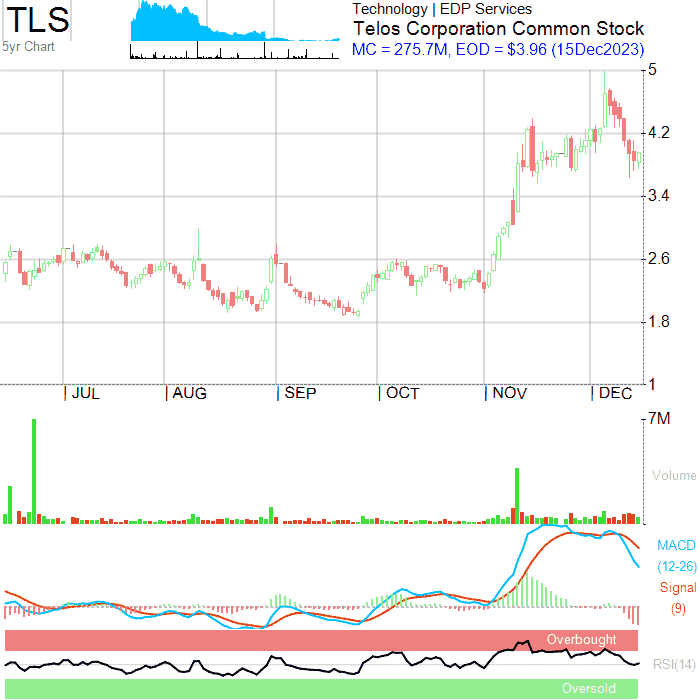 TLS
5yr Chart
Technology | EDP Services
Telos Corporation Common Stock
MC = 275.7M, EOD = $3.96 (15Dec2023)
5
4.2
3.4
2.6
1.8
1
JUL
AUG
SEP
OCT
NOV
DEC
7M
Volume
MACD
(12-26)
Signal
(9)
Overbought
RSI(14)
Oversold